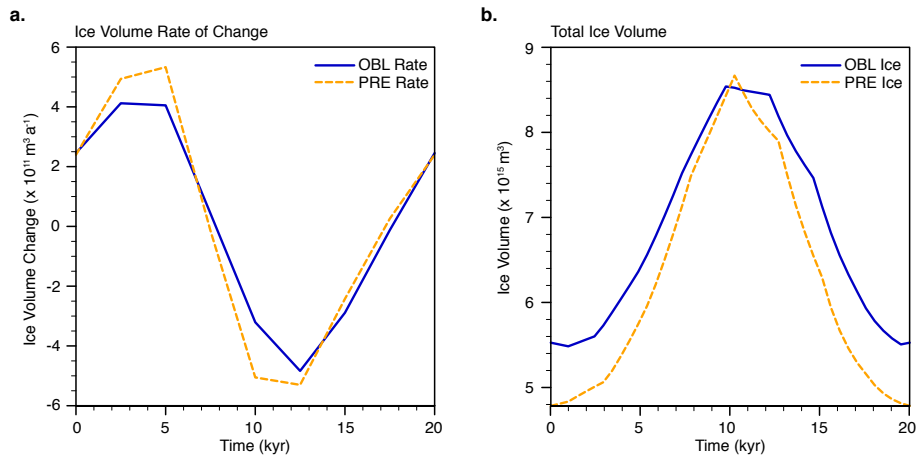 a.
Ice Volume Rate of Change
OBL Rate
PRE Rate
Ice Volume Change (x 10¹¹ m³ a⁻¹)
6
4
2
0
-2
-4
-6
0
5
10
15
20
Time (kyr)
b.
Total Ice Volume
OBL Ice
PRE Ice
Ice Volume (x 10¹⁵ m³)
9
8
7
6
5
0
5
10
15
20
Time (kyr)